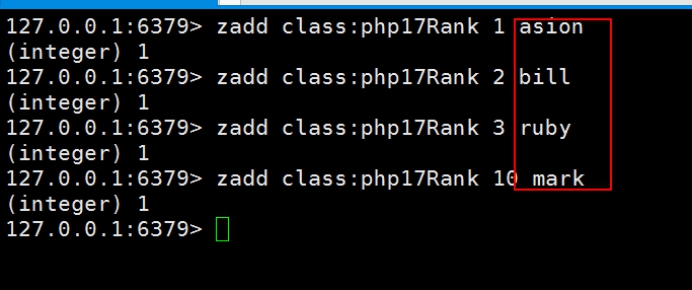 127.0.0.1:6379> zadd class:php17Rank 1 asion
(integer) 1
127.0.0.1:6379> zadd class:php17Rank 2 bill
(integer) 1
127.0.0.1:6379> zadd class:php17Rank 3 ruby
(integer) 1
127.0.0.1:6379> zadd class:php17Rank 10 mark
(integer) 1
127.0.0.1:6379>